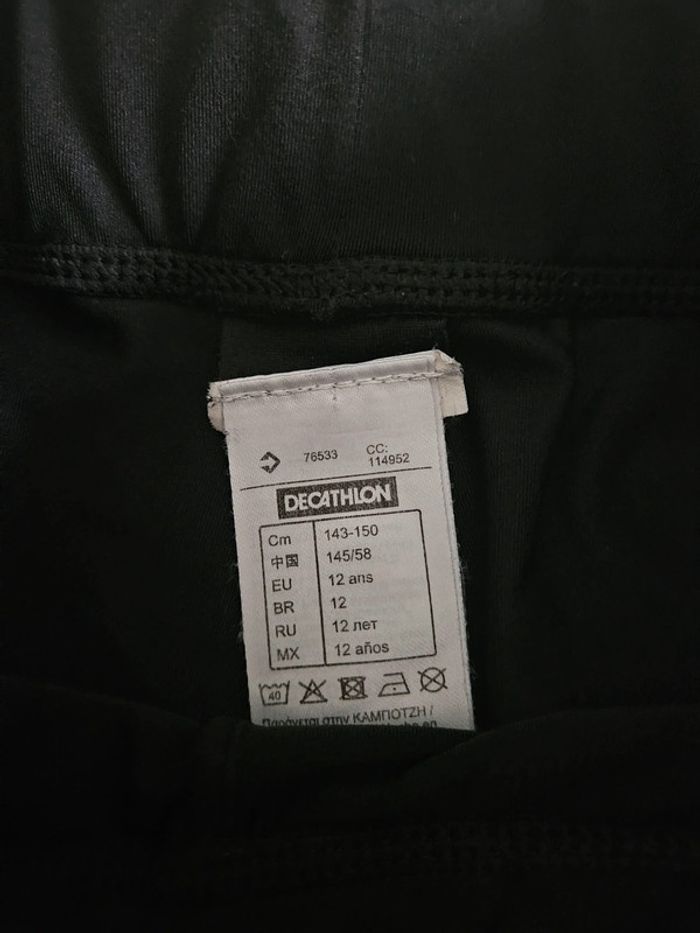 76533 CC:
114952
DECATHLON
Cm 143-150
中国 145/58
EU 12 ans
BR 12
RU 12 лет
MX 12 años
40
Παράγεται στην ΚΑΜΠΟΤΖΗ /
en